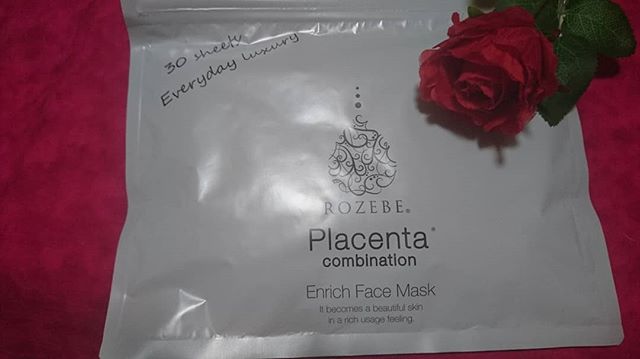 30 sheets
Everyday luxury
ROZEBE®
Placenta*
combination
Enrich Face Mask
It becomes a beautiful skin
in a rich usage feeling.